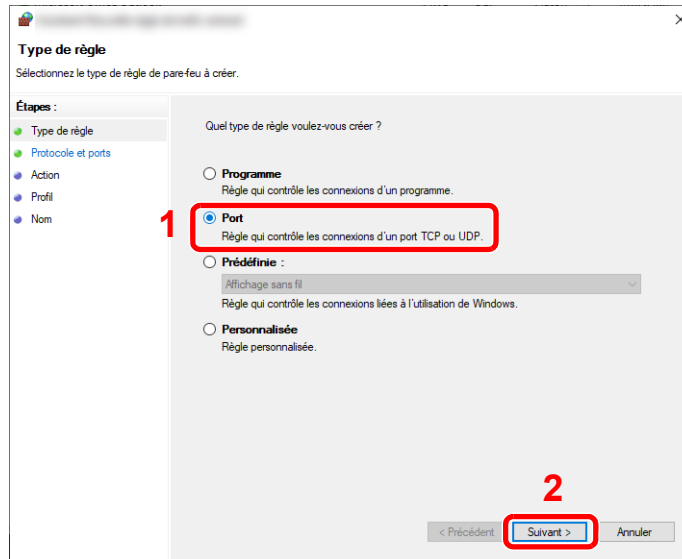 Type de règle
Sélectionnez le type de règle de pare-feu à créer.
Étapes :
Type de règle
Protocole et ports
Action
Profil
Nom
Quel type de règle voulez-vous créer ?
Programme
Règle qui contrôle les connexions d'un programme.
1
Port
Règle qui contrôle les connexions d'un port TCP ou UDP.
Prédéfinie :
Affichage sans fil
Règle qui contrôle les connexions liées à l'utilisation de Windows.
Personnalisée
Règle personnalisée.
2
< Précédent Suivant > Annuler